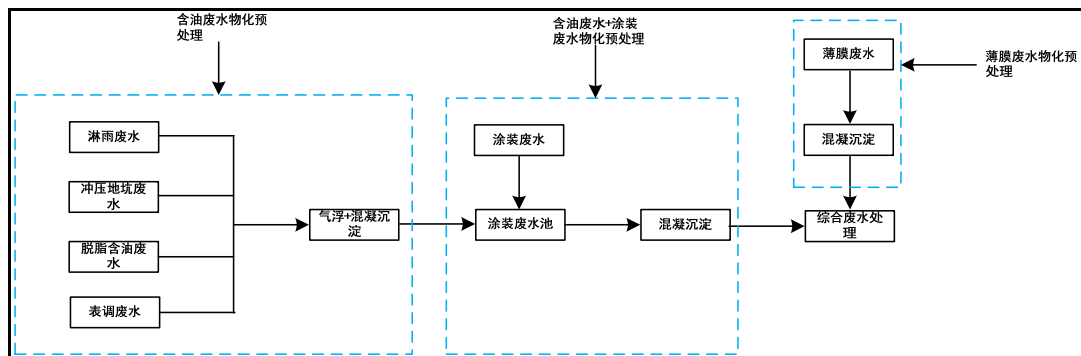 含油废水物化预
处理
含油废水+涂装
废水物化预处理
薄膜废水
薄膜废水物化预
处理
淋雨废水
涂装废水
混凝沉淀
冲压地坑废
水
气浮+混凝沉
淀
涂装废水池
混凝沉淀
综合废水处
理
脱脂含油废
水
表调废水